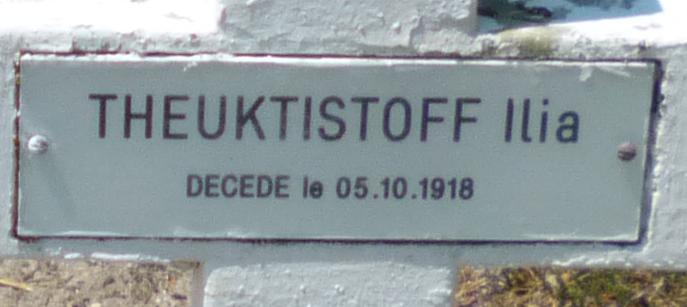 THEUKTISTOFF Ilia
DECEDE le 05.10.1918